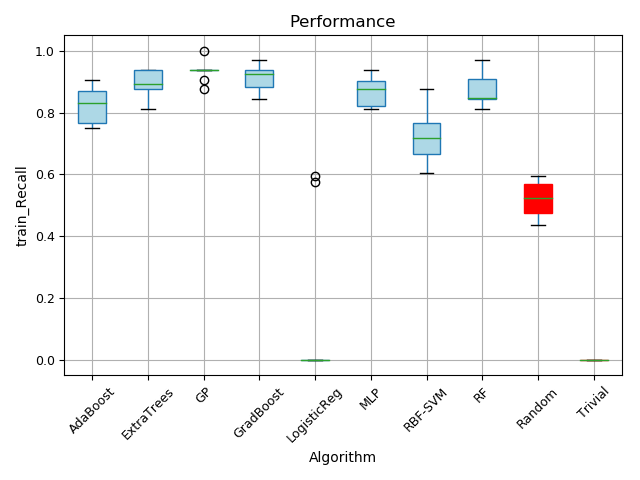 Performance
train_Recall
1.0
0.8
0.6
0.4
0.2
0.0
AdaBoost
ExtraTrees
GP
GradBoost
LogisticReg
MLP
RBF-SVM
RF
Random
Trivial
Algorithm